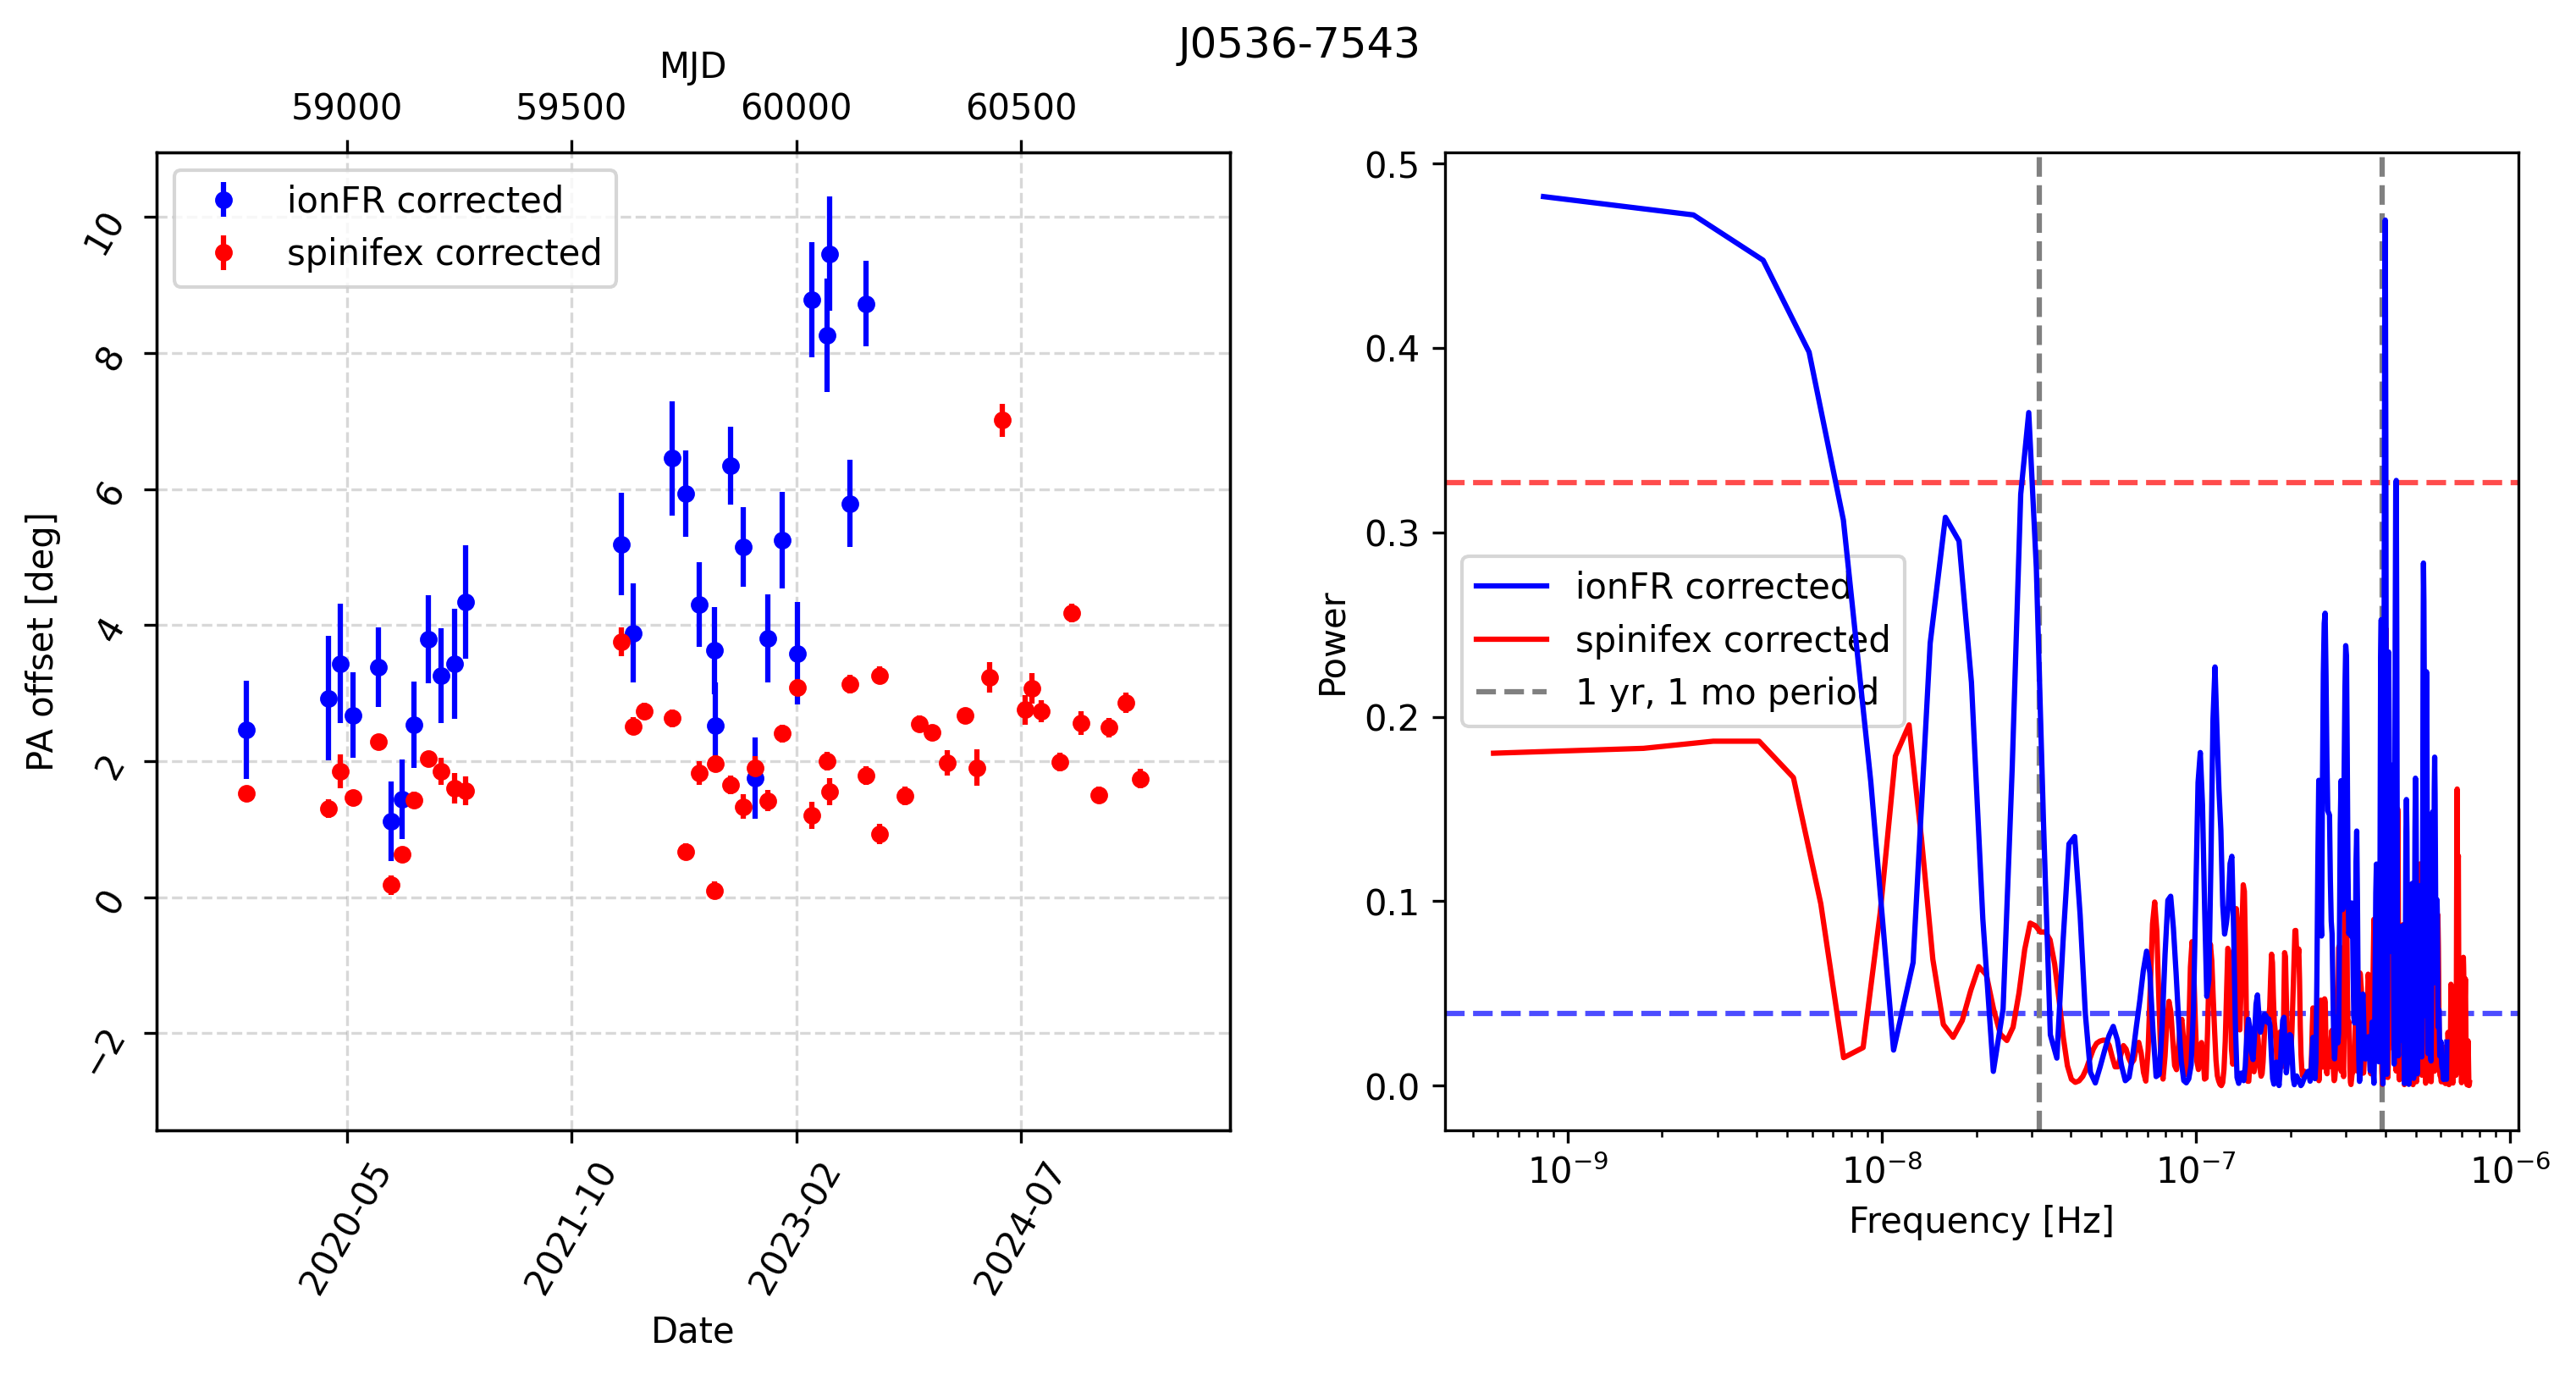 J0536-7543
MJD
59000 59500 60000 60500
ionFR corrected
spinifex corrected
10
8
6
4
2
0
−2
PA offset [deg]
2020-05 2021-10 2023-02 2024-07
Date
0.5
0.4
0.3
0.2
0.1
0.0
Power
ionFR corrected
spinifex corrected
1 yr, 1 mo period
10⁻⁹ 10⁻⁸ 10⁻⁷ 10⁻⁶
Frequency [Hz]